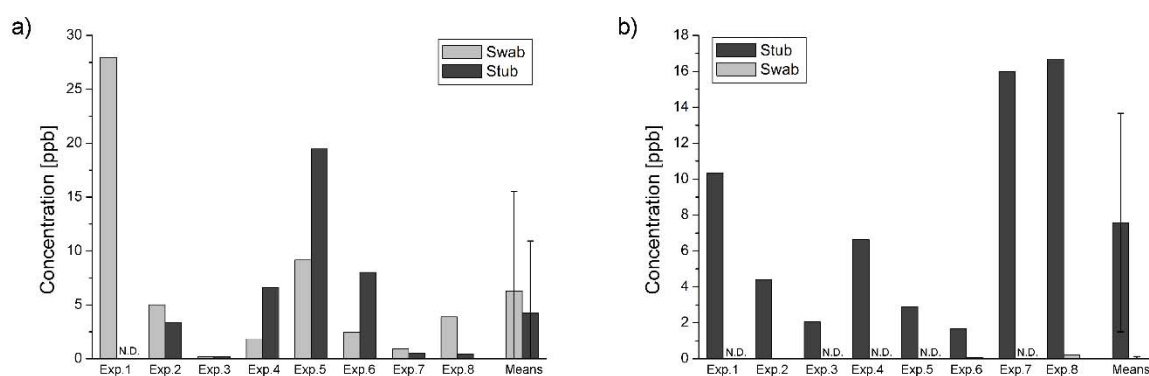 a)
Concentration [ppb]
30
25
20
15
10
5
0
Swab
Stub
N.D.
Exp.1 Exp.2 Exp.3 Exp.4 Exp.5 Exp.6 Exp.7 Exp.8 Means
b)
Concentration [ppb]
18
16
14
12
10
8
6
4
2
0
Stub
Swab
N.D. N.D. N.D. N.D. N.D.
Exp.1 Exp.2 Exp.3 Exp.4 Exp.5 Exp.6 Exp.7 Exp.8 Means